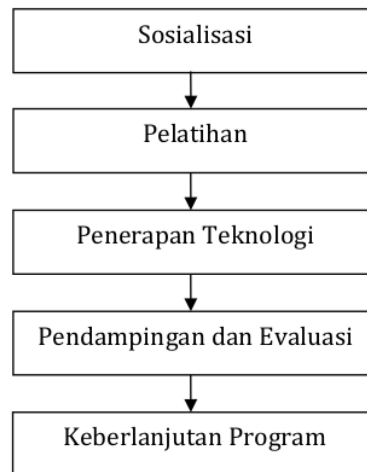 Sosialisasi
Pelatihan
Penerapan Teknologi
Pendampingan dan Evaluasi
Keberlanjutan Program